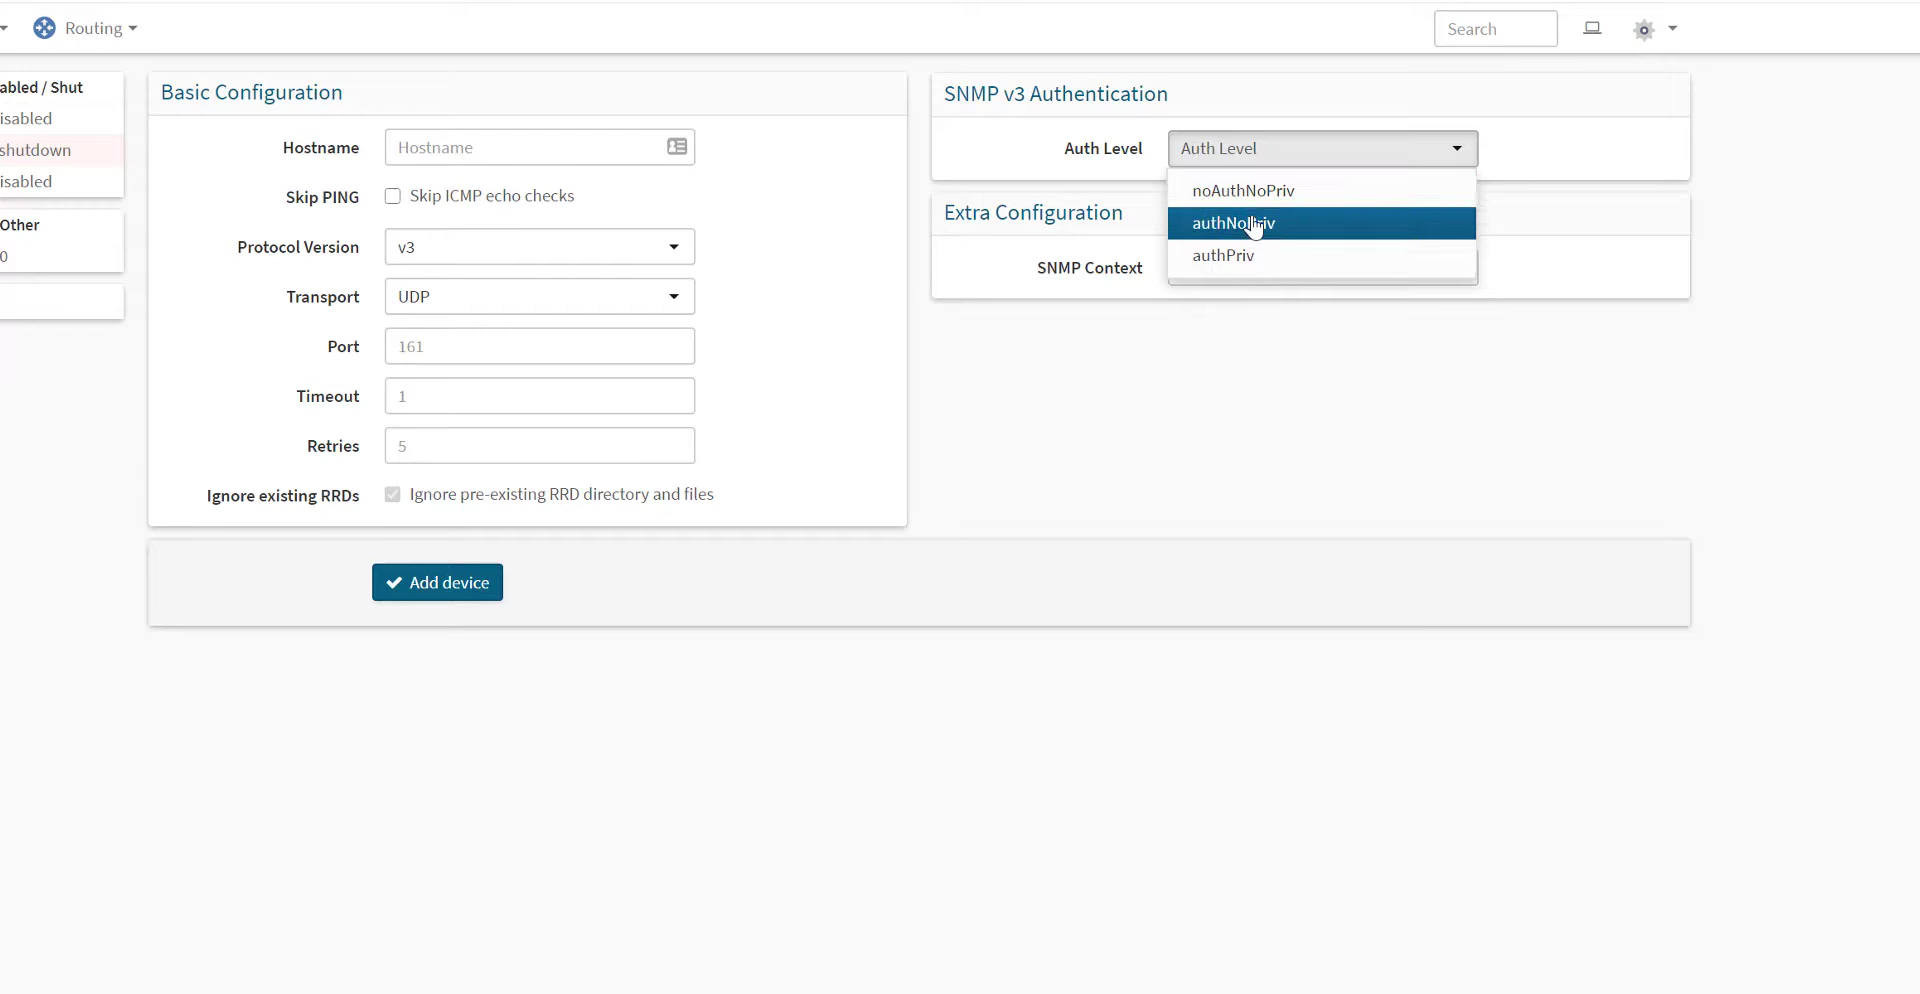 Routing
Search
abled / Shut
isabled
shutdown
isabled
Other
0
Basic Configuration
Hostname
Hostname
Skip PING
Skip ICMP echo checks
Protocol Version
v3
Transport
UDP
Port
161
Timeout
1
Retries
5
Ignore existing RRDs
Ignore pre-existing RRD directory and files
Add device
SNMP v3 Authentication
Auth Level
Auth Level
noAuthNoPriv
authNoPriv
authPriv
Extra Configuration
SNMP Context